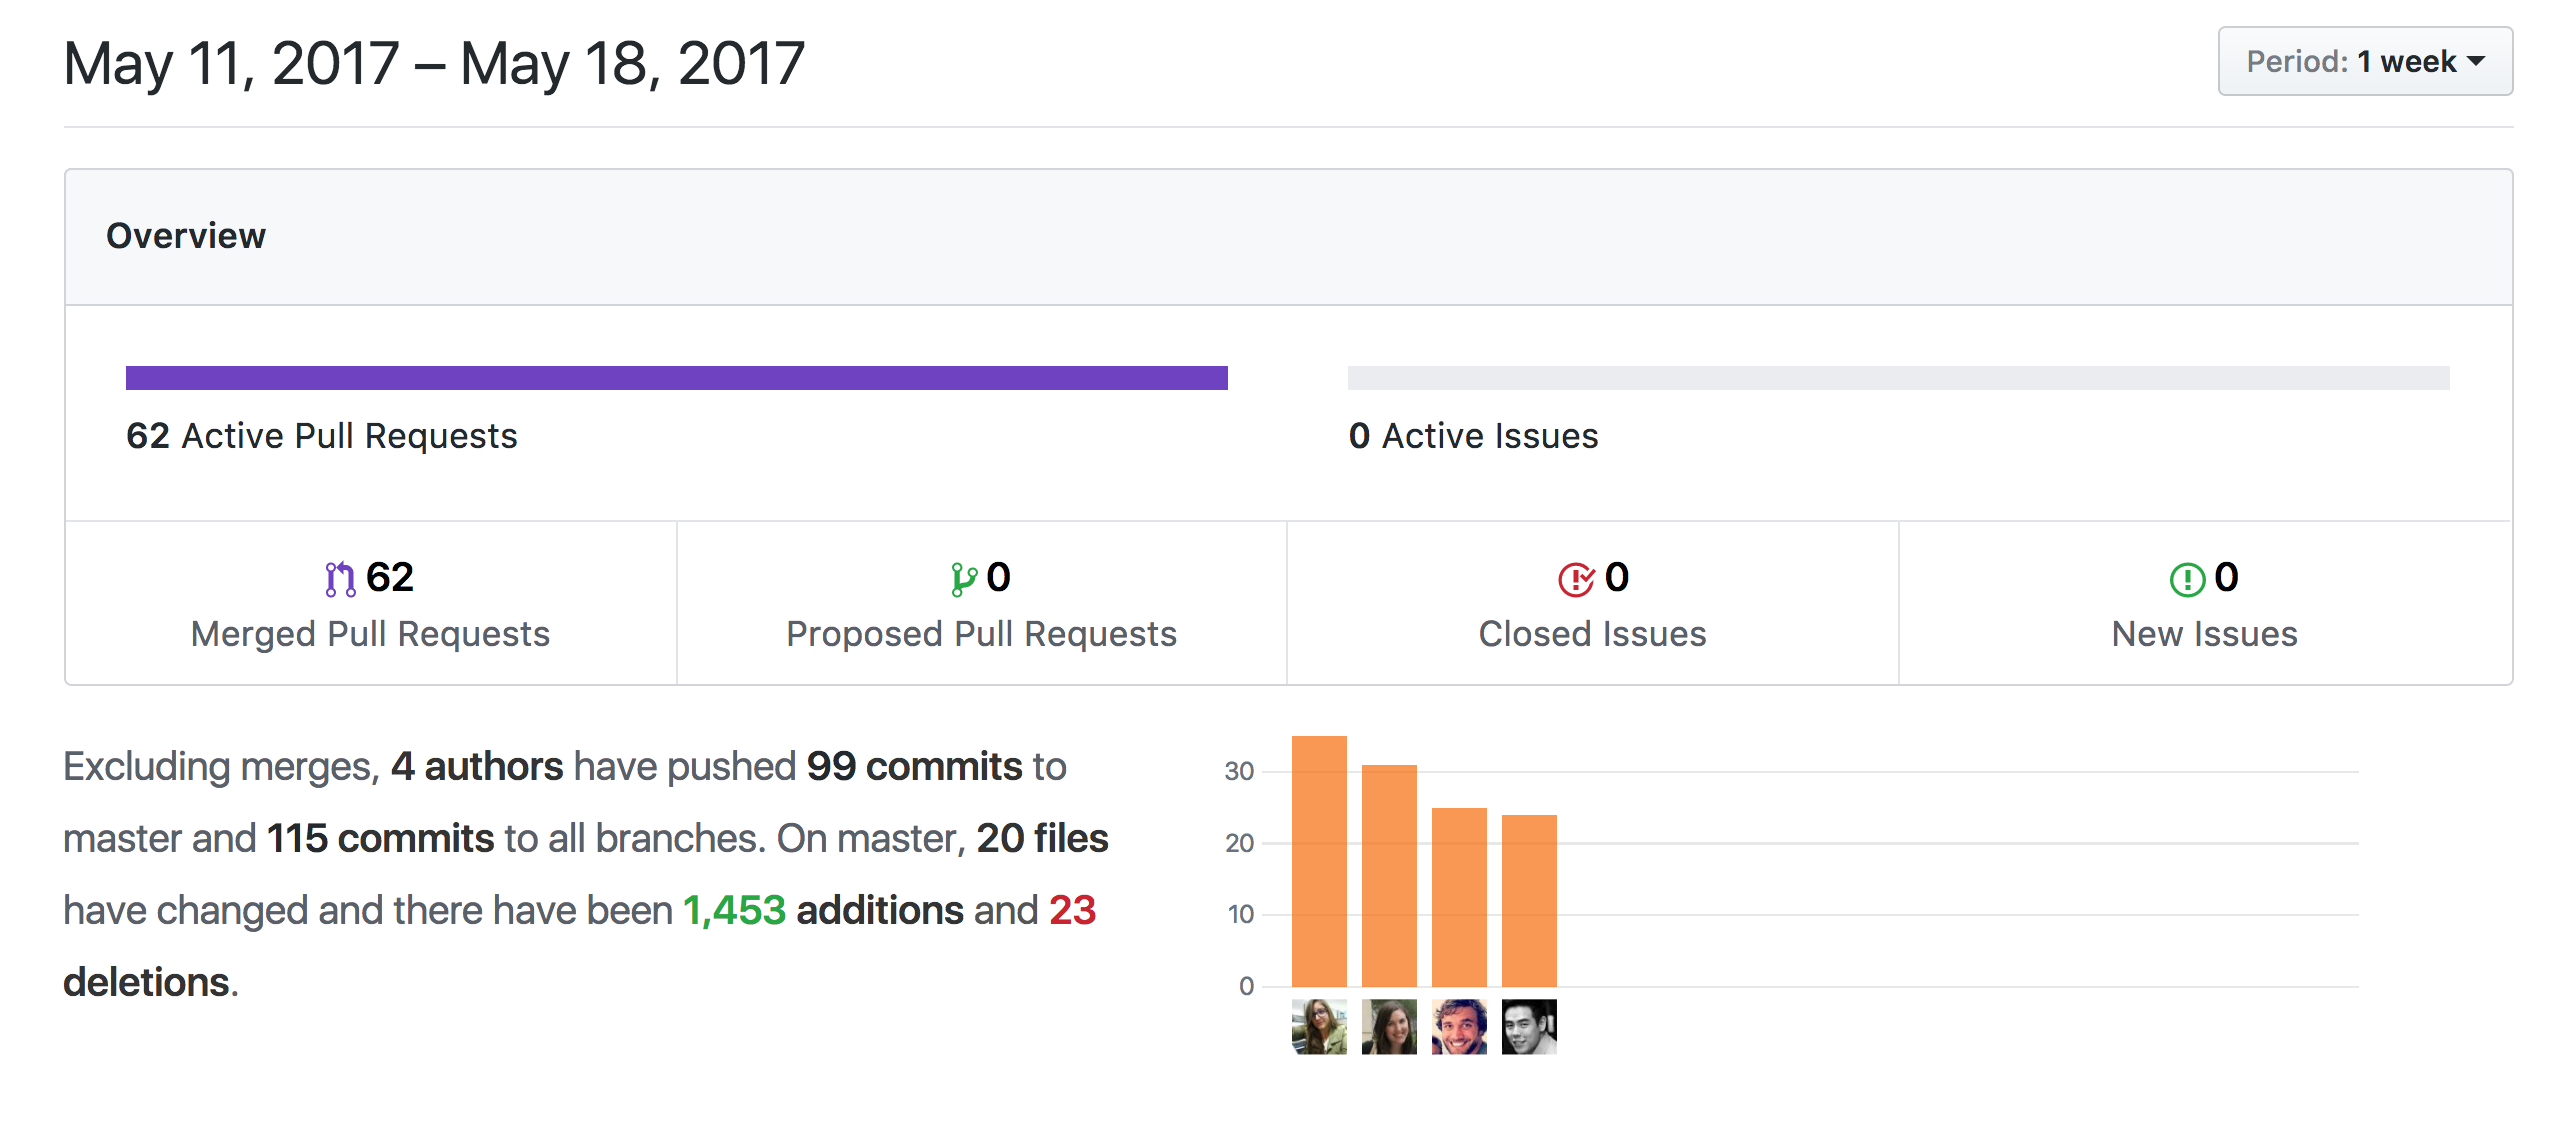 May 11, 2017 – May 18, 2017
Period: 1 week
Overview
62 Active Pull Requests
0 Active Issues
62
Merged Pull Requests
0
Proposed Pull Requests
0
Closed Issues
0
New Issues
Excluding merges, 4 authors have pushed 99 commits to
master and 115 commits to all branches. On master, 20 files
have changed and there have been 1,453 additions and 23
deletions.
30
20
10
0